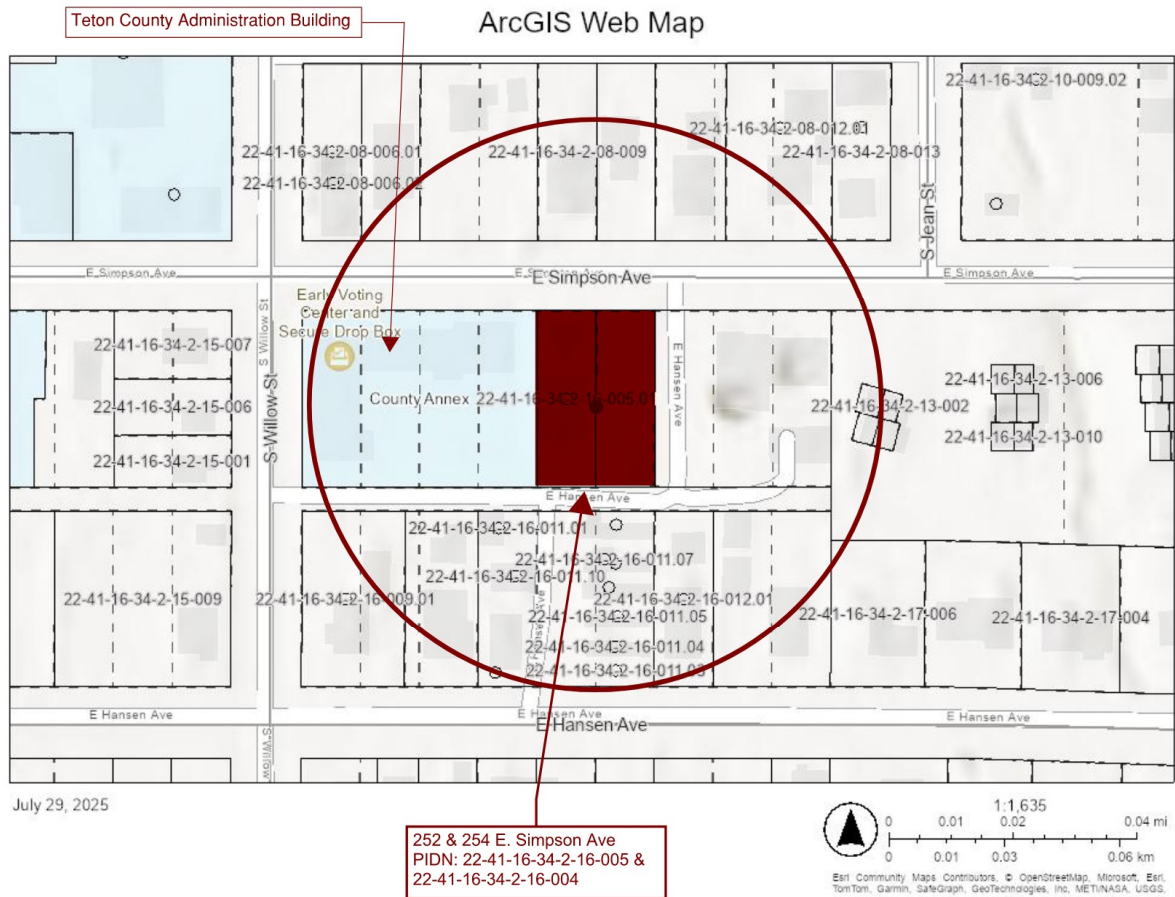 Teton County Administration Building
ArcGIS Web Map
22-41-16-34-2-10-009.02
22-41-16-34-2-08-012.01
22-41-16-34-2-08-006.01
22-41-16-34-2-08-009
22-41-16-34-2-08-013
22-41-16-34-2-08-006.02
S Jean St
E Simpson Ave
E Simpson Ave
E Simpson Ave
E Simpson Ave
Early Voting
Center and
Secure Drop Box
S Willow St
S Willow St
E Hansen Ave
22-41-16-34-2-15-007
22-41-16-34-2-15-006
22-41-16-34-2-15-001
County Annex
22-41-16-34-2-16-005.01
22-41-16-34-2-13-006
22-41-16-34-2-13-002
22-41-16-34-2-13-010
E Hansen Ave
22-41-16-34-2-16-011.01
22-41-16-34-2-16-011.07
22-41-16-34-2-16-011.10
22-41-16-34-2-15-009
22-41-16-34-2-16-009.01
22-41-16-34-2-16-012.01
22-41-16-34-2-16-011.05
22-41-16-34-2-17-006
22-41-16-34-2-17-004
22-41-16-34-2-16-011.04
22-41-16-34-2-16-011.03
E Hansen Ave
E Hansen Ave
E Hansen Ave
E Hansen Ave
S Willow
July 29, 2025
252 & 254 E. Simpson Ave
PIDN: 22-41-16-34-2-16-005 &
22-41-16-34-2-16-004
1:1,635
0 0.01 0.02 0.04 mi
0 0.01 0.03 0.06 km
Esri Community Maps Contributors, © OpenStreetMap, Microsoft, Esri,
TomTom, Garmin, SafeGraph, GeoTechnologies, Inc, METI/NASA, USGS,